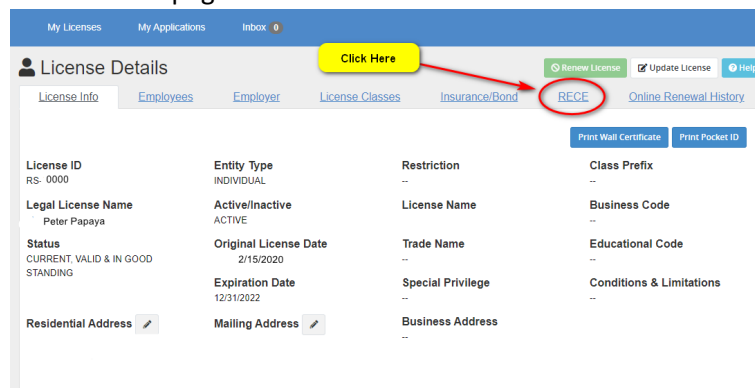 pag
My Licenses My Applications Inbox 0
Click Here
License Details Renew License Update License Help
License Info Employees Employer License Classes Insurance/Bond RECE Online Renewal History
Print Wall Certificate Print Pocket ID
License ID Entity Type Restriction Class Prefix
RS- 0000 INDIVIDUAL -- --
Legal License Name Active/Inactive License Name Business Code
Peter Papaya ACTIVE --
Status Original License Date Trade Name Educational Code
CURRENT, VALID & IN GOOD 2/15/2020 -- --
STANDING
Expiration Date Special Privilege Conditions & Limitations
12/31/2022 -- --
Residential Address Mailing Address Business Address
--